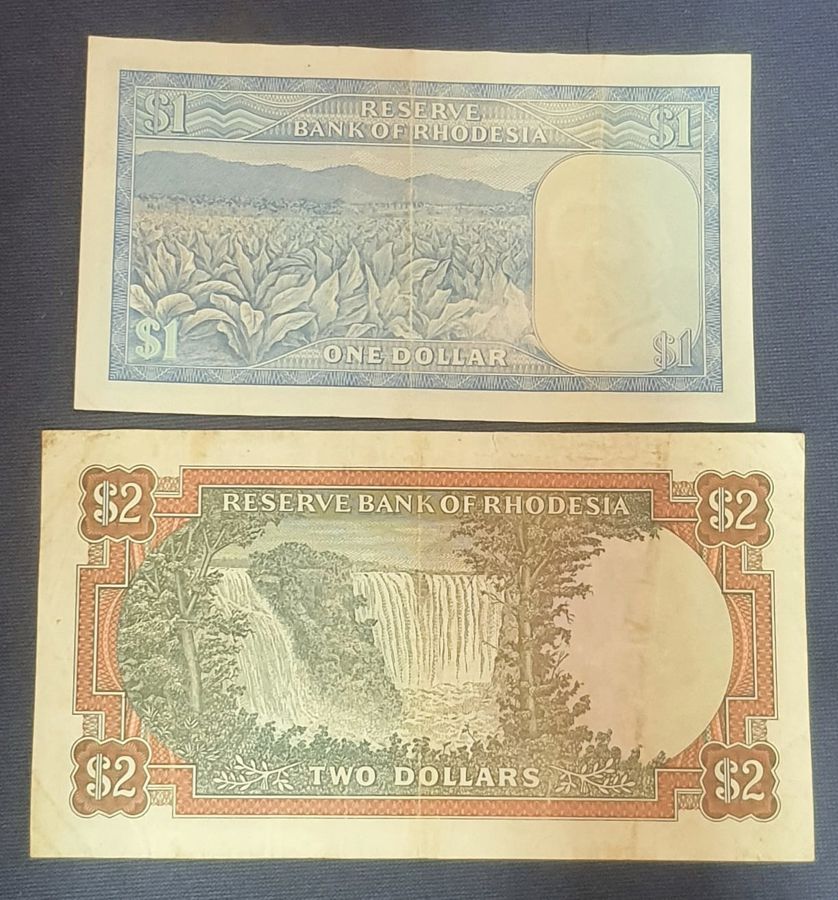 $1 RESERVE $1
BANK OF RHODESIA
$1 ONE DOLLAR $1
$2 RESERVE BANK OF RHODESIA $2
$2 TWO DOLLARS $2